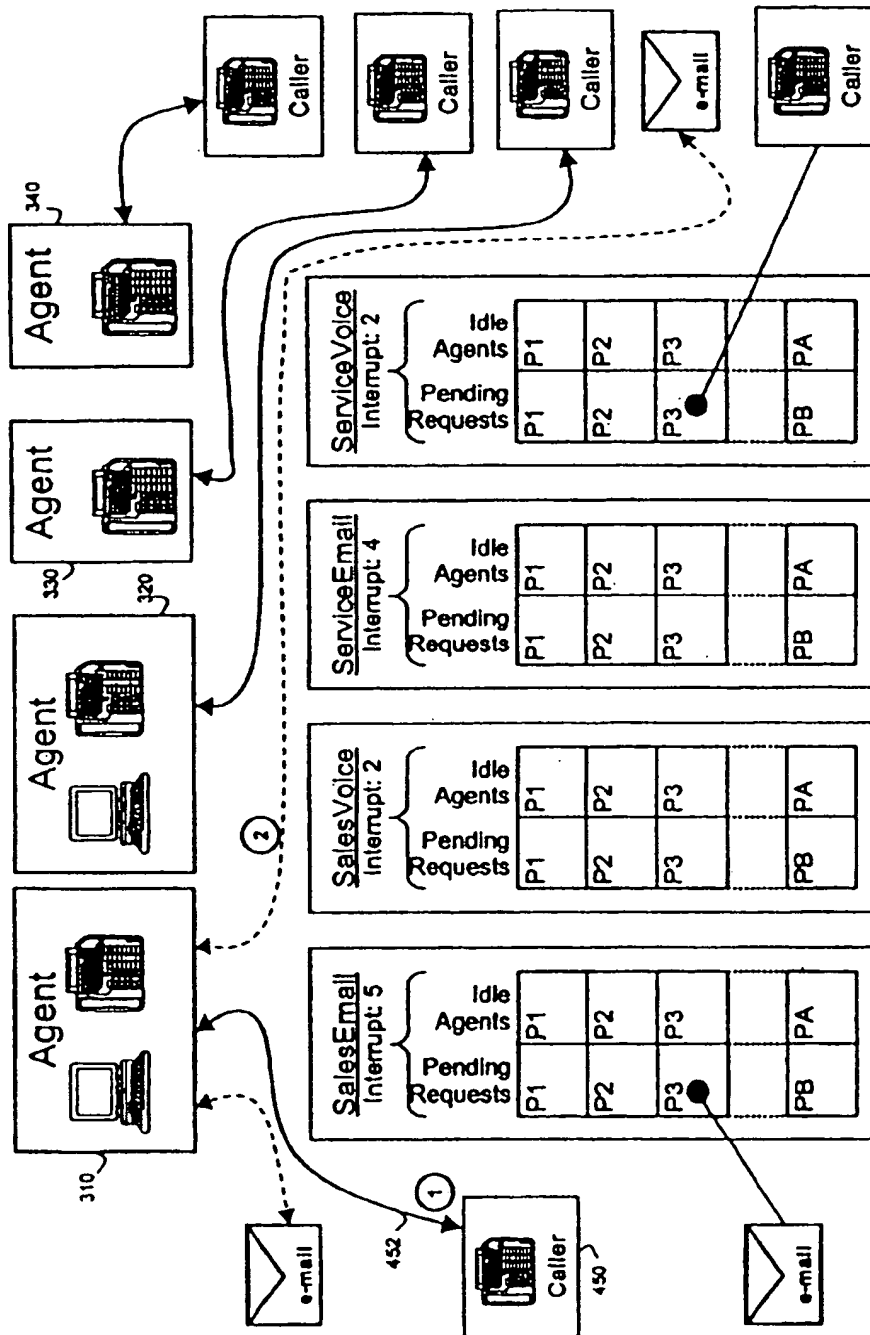 Agent
310
Agent
320
Agent
330
Agent
340
e-mail
452
1
Caller
450
2
Caller
Caller
Caller
e-mail
Caller
e-mail
SalesEmail
Interrupt: 5
Pending Requests
Idle Agents
P1
P1
P2
P2
P3
P3
PB
PA
SalesVoice
Interrupt: 2
Pending Requests
Idle Agents
P1
P1
P2
P2
P3
P3
PB
PA
ServiceEmail
Interrupt: 4
Pending Requests
Idle Agents
P1
P1
P2
P2
P3
P3
PB
PA
ServiceVoice
Interrupt: 2
Pending Requests
Idle Agents
P1
P1
P2
P2
P3
P3
PB
PA